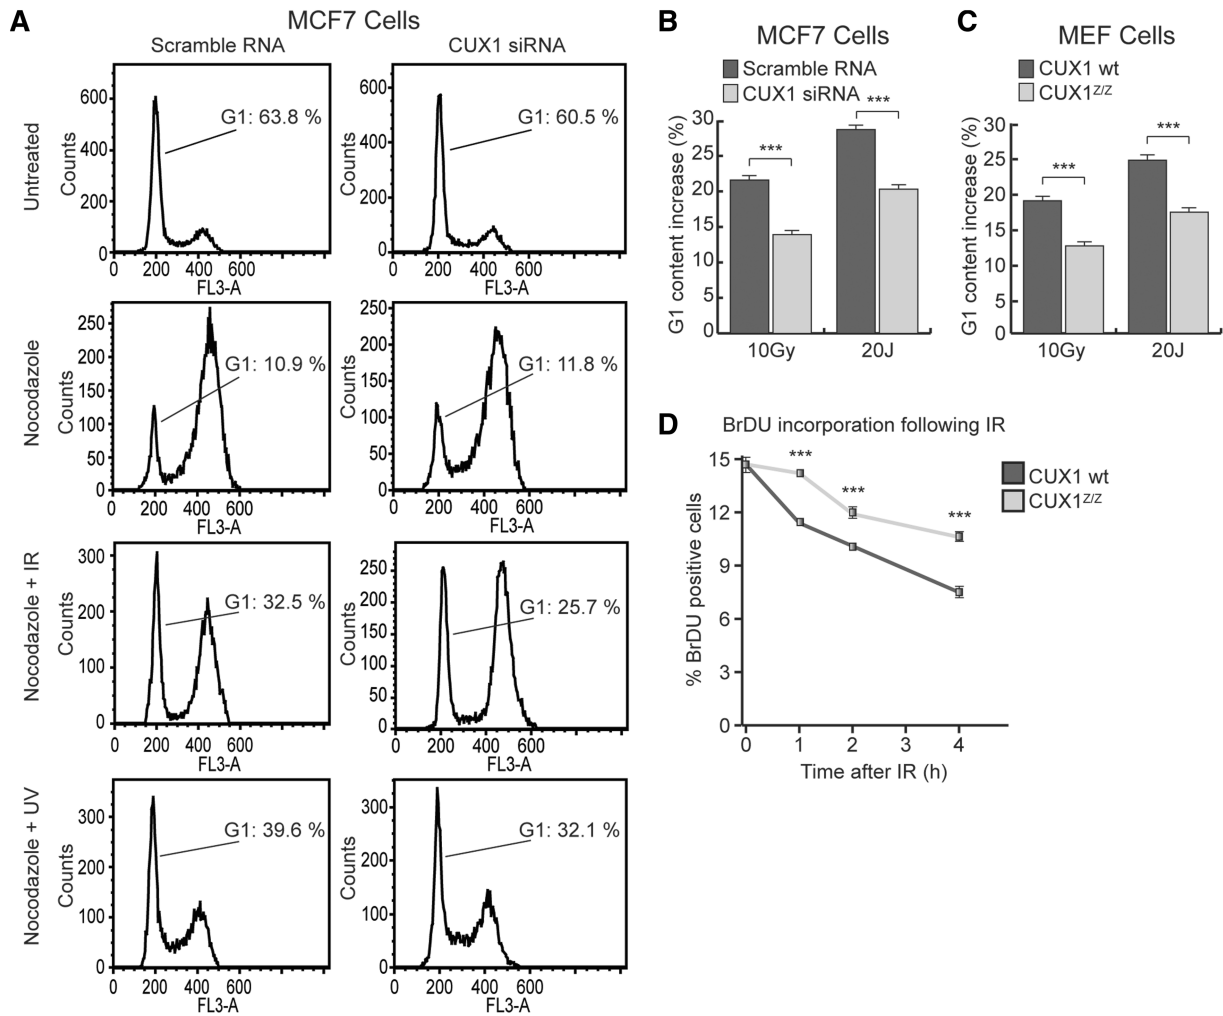 A
MCF7 Cells
Scramble RNA
CUX1 siRNA
Untreated
Counts
600
400
200
0
G1: 63.8 %
0 200 400 600
FL3-A
Counts
600
400
200
0
G1: 60.5 %
0 200 400 600
FL3-A
Nocodazole
Counts
250
200
150
100
50
0
G1: 10.9 %
0 200 400 600
FL3-A
Counts
250
200
150
100
50
0
G1: 11.8 %
0 200 400 600
FL3-A
Nocodazole + IR
Counts
300
200
100
0
G1: 32.5 %
0 200 400 600
FL3-A
Counts
250
200
150
100
50
0
G1: 25.7 %
0 200 400 600
FL3-A
Nocodazole + UV
Counts
300
200
100
0
G1: 39.6 %
0 200 400 600
FL3-A
Counts
300
200
100
0
G1: 32.1 %
0 200 400 600
FL3-A
B
MCF7 Cells
Scramble RNA
CUX1 siRNA
G1 content increase (%)
30
25
20
15
10
5
0
***
***
10Gy 20J
C
MEF Cells
CUX1 wt
CUX1Z/Z
G1 content increase (%)
30
25
20
15
10
5
0
***
***
10Gy 20J
D
BrDU incorporation following IR
% BrDU positive cells
15
12
9
6
3
0
***
***
***
0 1 2 3 4
Time after IR (h)
CUX1 wt
CUX1Z/Z